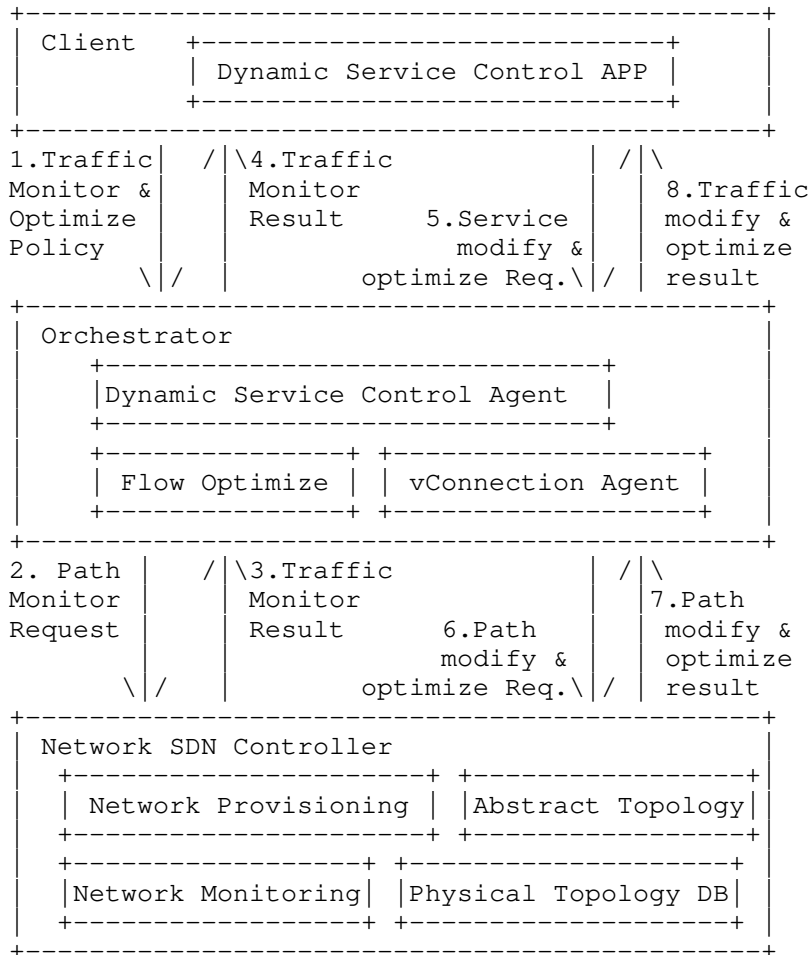 Client
Dynamic Service Control APP
1.Traffic 4.Traffic
Monitor & Monitor 8.Traffic
Optimize Result 5.Service modify &
Policy modify & optimize
optimize Req. result
Orchestrator
Dynamic Service Control Agent
Flow Optimize vConnection Agent
2. Path 3.Traffic
Monitor Monitor 7.Path
Request Result 6.Path modify &
modify & optimize
optimize Req. result
Network SDN Controller
Network Provisioning Abstract Topology
Network Monitoring Physical Topology DB